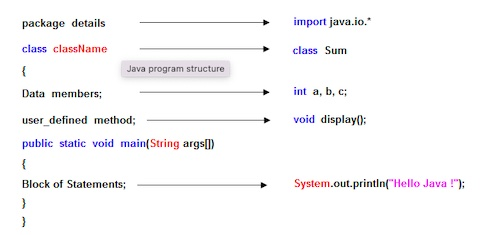 package details import java.io.*
class className class Sum
{ Java program structure
Data members; int a, b, c;
user_defined method; void display();
public static void main(String args[])
{
Block of Statements; System.out.println("Hello Java !");
}
}